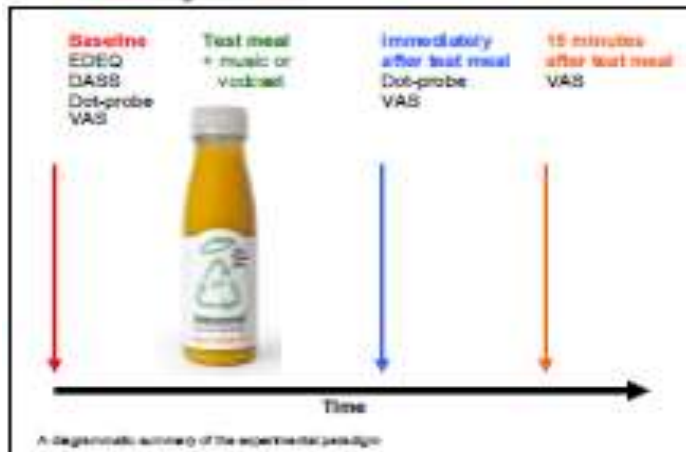 Baseline
EDEQ
DASS
Dot-probe
VAS
Test meal
+ music or
vodcast
Immediately
after test meal
Dot-probe
VAS
15 minutes
after test meal
VAS
Time
A diagrammatic summary of the experimental paradigm